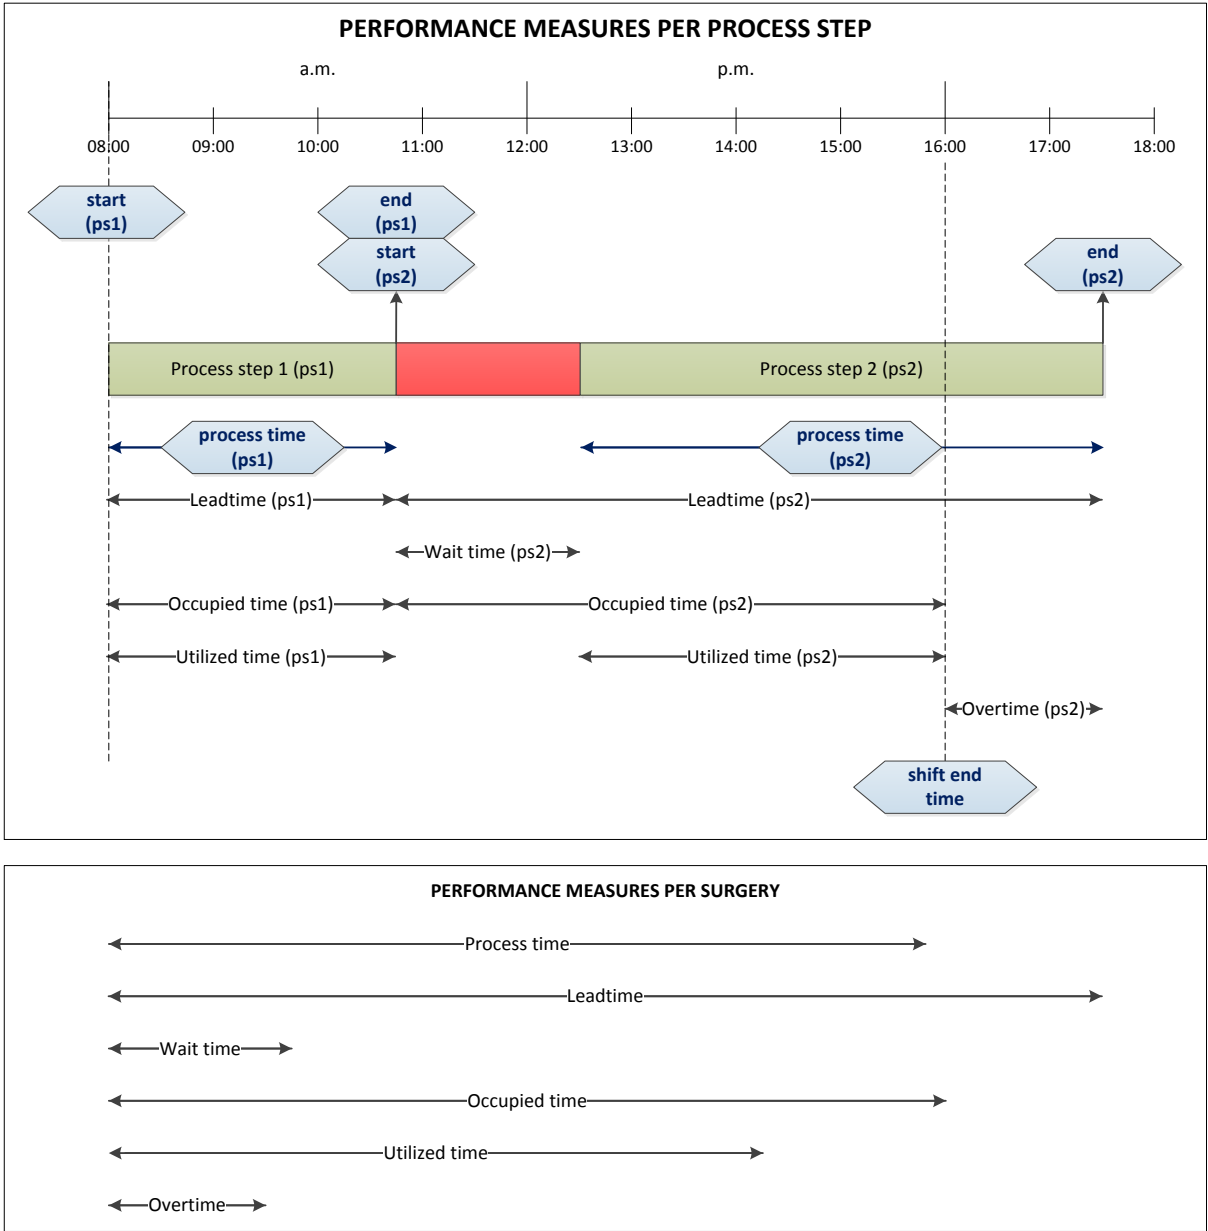 PERFORMANCE MEASURES PER PROCESS STEP
a.m. p.m.
08:00 09:00 10:00 11:00 12:00 13:00 14:00 15:00 16:00 17:00 18:00
start
(ps1)
end
(ps1)
start
(ps2)
end
(ps2)
Process step 1 (ps1) Process step 2 (ps2)
process time
(ps1)
process time
(ps2)
Leadtime (ps1) Leadtime (ps2)
Wait time (ps2)
Occupied time (ps1) Occupied time (ps2)
Utilized time (ps1) Utilized time (ps2)
Overtime (ps2)
shift end
time
PERFORMANCE MEASURES PER SURGERY
Process time
Leadtime
Wait time
Occupied time
Utilized time
Overtime